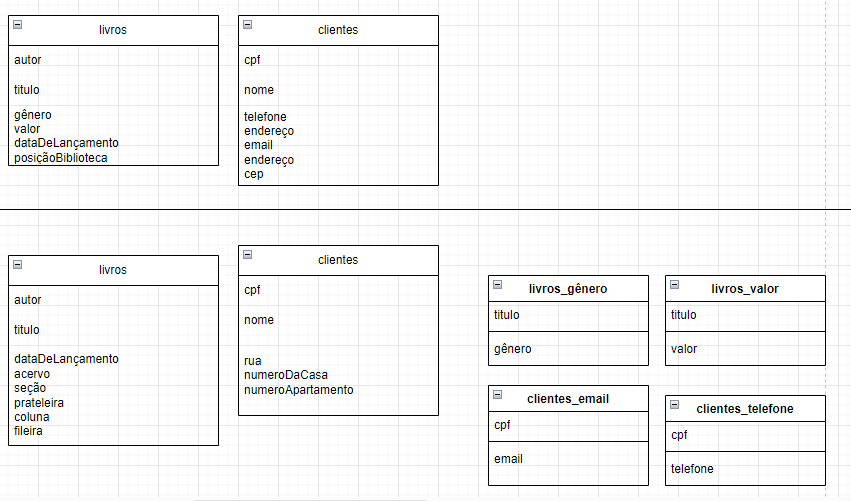 livros
autor
titulo
gênero
valor
dataDeLançamento
posiçãoBiblioteca
clientes
cpf
nome
telefone
endereço
email
endereço
cep
livros
autor
titulo
dataDeLançamento
acervo
seção
prateleira
coluna
fileira
clientes
cpf
nome
rua
numeroDaCasa
numeroApartamento
livros_gênero
titulo
gênero
livros_valor
titulo
valor
clientes_email
cpf
email
clientes_telefone
cpf
telefone